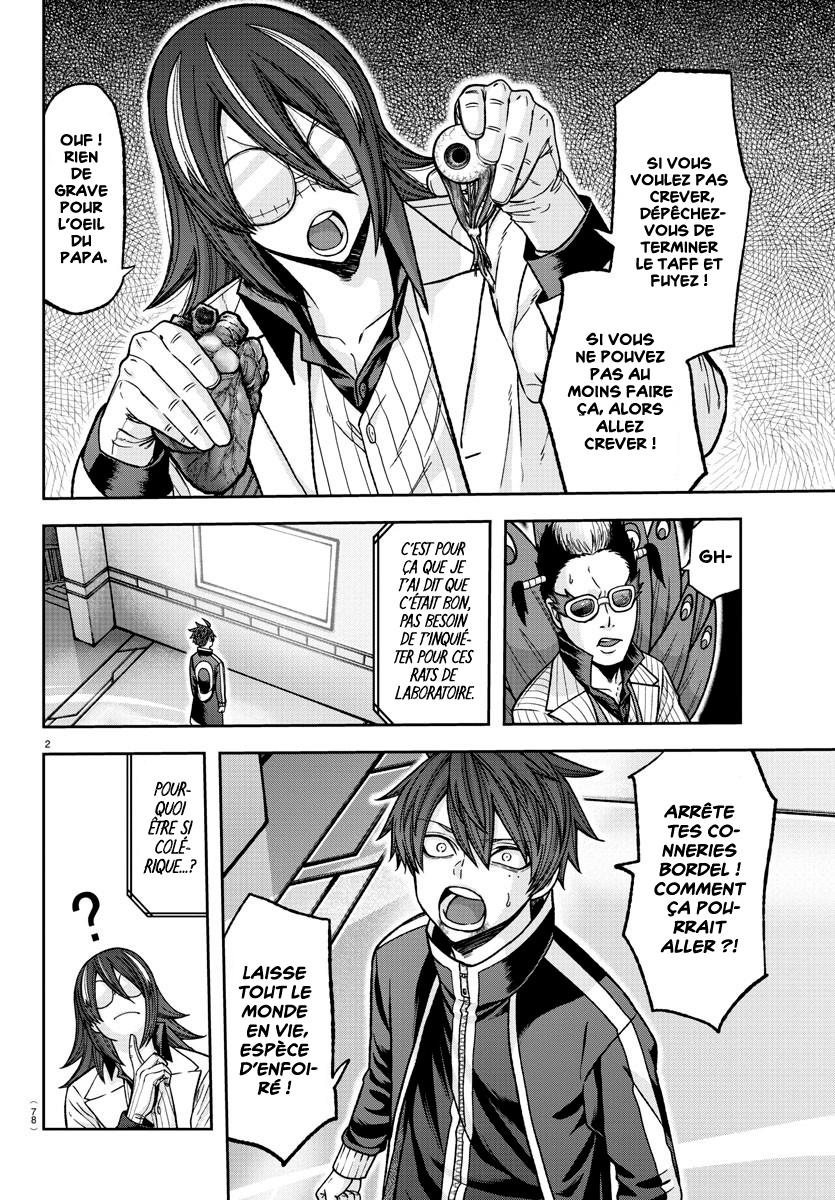 SI VOUS
VOULEZ PAS
CREVER,
DÉPÊCHEZ-
VOUS DE
TERMINER
LE TAFF ET
FUYEZ !
SI VOUS
NE POUVEZ
PAS AU
MOINS FAIRE
ÇA, ALORS
ALLEZ
CREVER !
OUF !
RIEN
DE
GRAVE
POUR
L'OEIL
DU
PAPA.
GH-
C'EST POUR
ÇA QUE JE
T'AI DIT QUE
C'ÉTAIT BON,
PAS BESOIN
DE T'INQUIÉ-
TER POUR CES
RATS DE
LABORATOIRE.
2
ARRÊTE
TES CO-
NNERIES
BORDEL !
COMMENT
ÇA POU-
RRAIT
ALLER ?!
LAISSE
TOUT LE
MONDE
EN VIE,
ESPÈCE
D'ENFOI-
RÉ !
POUR-
QUOI
ÊTRE SI
COLÉ-
RIQUE...?
?
(78)